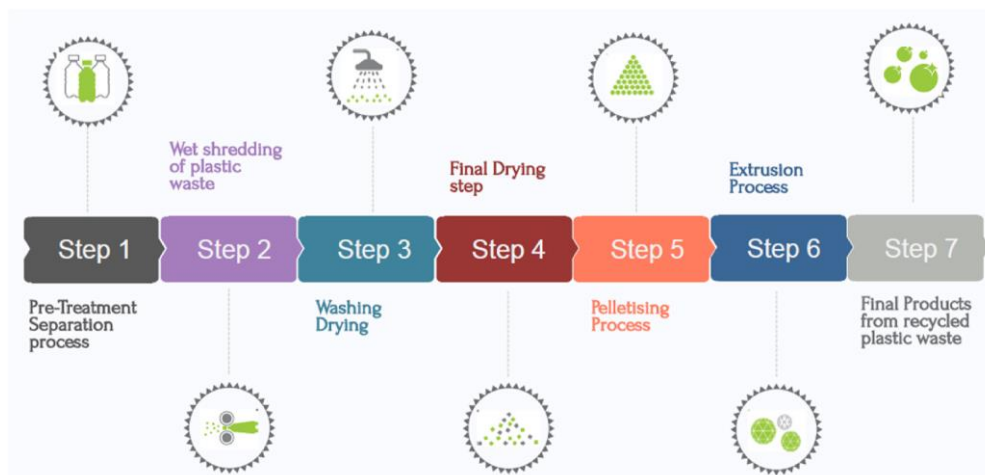 Wet shredding
of plastic
waste
Final Drying
step
Extrusion
Process
Step 1
Step 2
Step 3
Step 4
Step 5
Step 6
Step 7
Pre-Treatment
Separation
process
Washing
Drying
Pelletising
Process
Final Products
from recycled
plastic waste